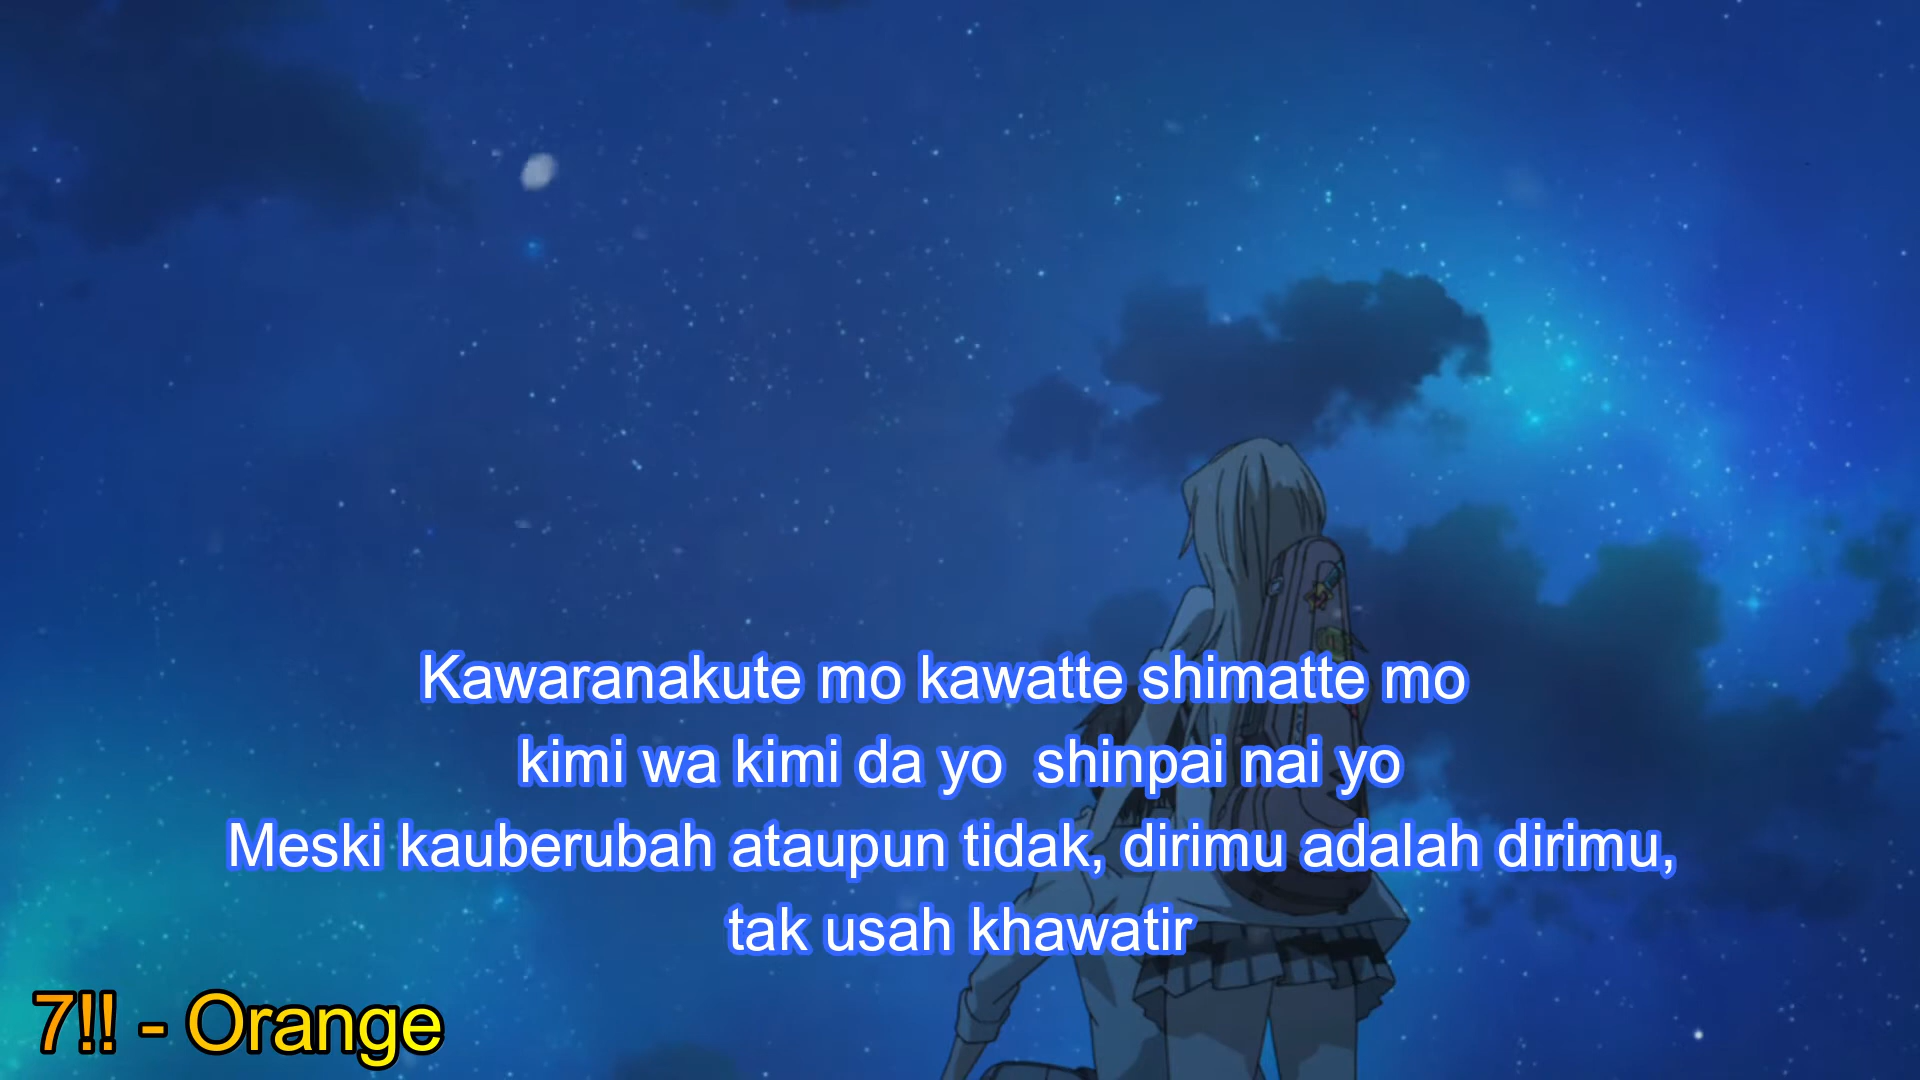 Kawaranakute mo kawatte shimatte mo
kimi wa kimi da yo  shinpai nai yo
Meski kauberubah ataupun tidak, dirimu adalah dirimu,
tak usah khawatir
7!! - Orange